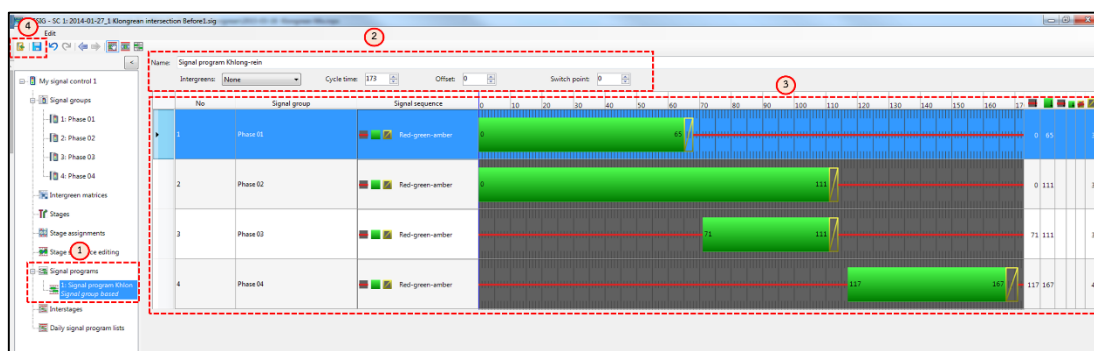 SIG - SC 1: 2014-01-27_1 Klongrean intersection Before1.sig
4
Edit
2
<
Name: Signal program Khlong-rein
Intergreens: None Cycle time: 173 Offset: 0 Switch point: 0
3
My signal control 1
Signal groups
1: Phase 01
2: Phase 02
3: Phase 03
4: Phase 04
Intergreen matrices
Stages
Stage assignments
1
Stage ce editing
Signal programs
1: Signal program Khlon
Signal group based
Interstages
Daily signal program lists
No Signal group Signal sequence 0 10 20 30 40 50 60 70 80 90 100 110 120 130 140 150 160 17
1 Phase 01 Red-green-amber 0 65 0 65 3
2 Phase 02 Red-green-amber 0 111 0 111 3
3 Phase 03 Red-green-amber 71 111 71 111 3
4 Phase 04 Red-green-amber 117 167 117 167 4